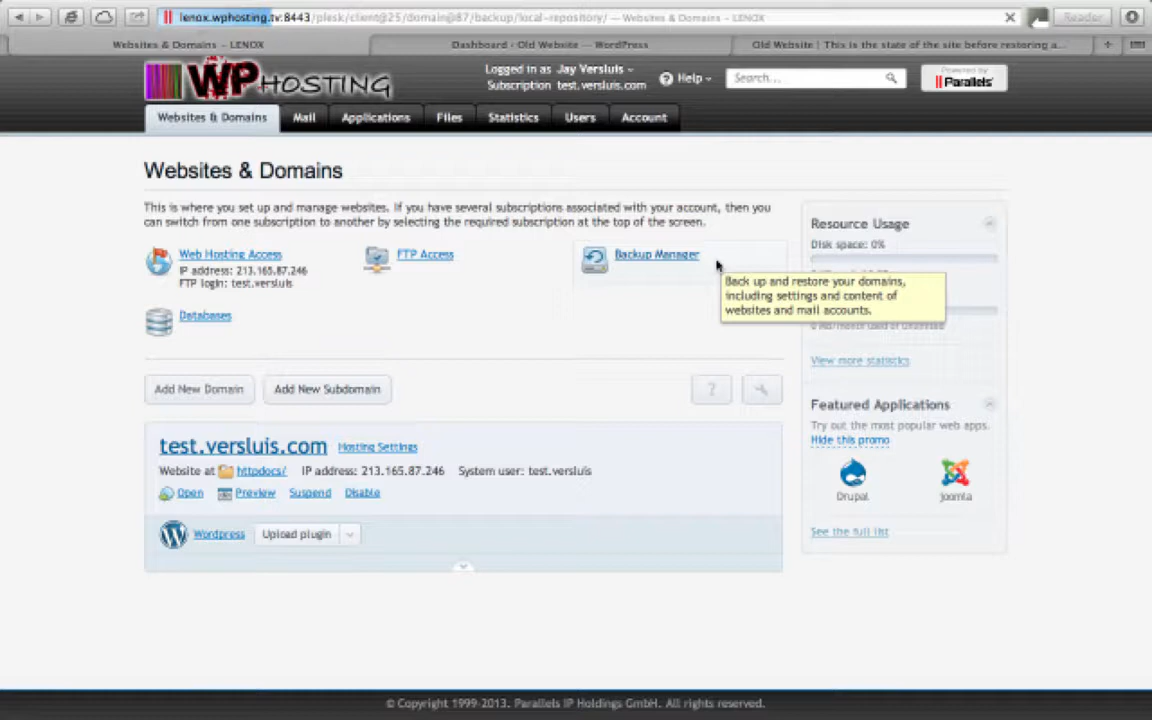 lenox.wphosting.tv:8443/plesk/client@25/domain@87/backup/local-repository/ — Websites & Domains — LENOX
Reader
Websites & Domains – LENOX
Dashboard ‹ Old Website — WordPress
Old Website | This is the state of the site before restoring a...
WPHOSTING
Logged in as Jay Versluis
Subscription test.versluis.com
Help
Search...
Powered by
Parallels
Websites & Domains
Mail
Applications
Files
Statistics
Users
Account
Websites & Domains
This is where you set up and manage websites. If you have several subscriptions associated with your account, then you
can switch from one subscription to another by selecting the required subscription at the top of the screen.
Web Hosting Access
IP address: 213.165.87.246
FTP login: test.versluis
FTP Access
Backup Manager
Back up and restore your domains,
including settings and content of
websites and mail accounts.
Databases
Resource Usage
Disk space: 0%
View more statistics
Add New Domain
Add New Subdomain
?
test.versluis.com Hosting Settings
Website at httpdocs/ IP address: 213.165.87.246 System user: test.versluis
Open
Preview
Suspend
Disable
Wordpress
Upload plugin
Featured Applications
Try out the most popular web apps.
Hide this promo
Drupal
Joomla
See the full list
© Copyright 1999-2013. Parallels IP Holdings GmbH. All rights reserved.